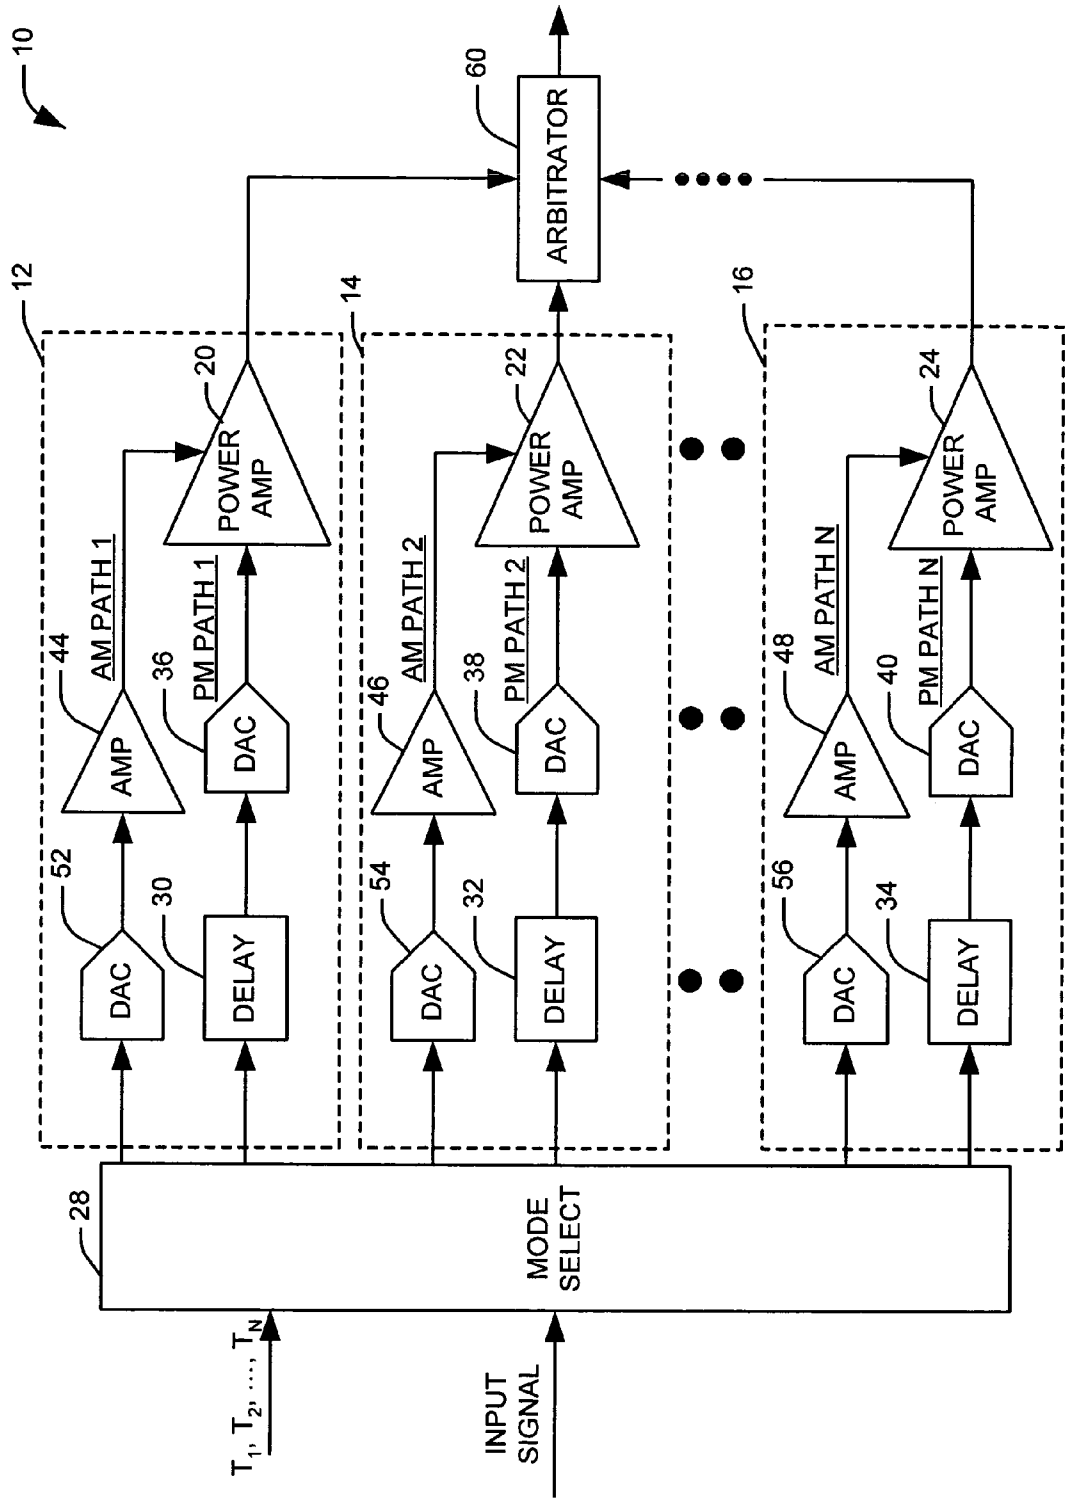 10
12
52
DAC
44
AMP
AM PATH 1
20
POWER
AMP
30
DELAY
36
DAC
PM PATH 1
60
ARBITRATOR
28
MODE
SELECT
T1, T2, ..., TN
INPUT
SIGNAL
14
54
DAC
46
AMP
AM PATH 2
22
POWER
AMP
32
DELAY
38
DAC
PM PATH 2
16
56
DAC
48
AMP
AM PATH N
24
POWER
AMP
34
DELAY
40
DAC
PM PATH N